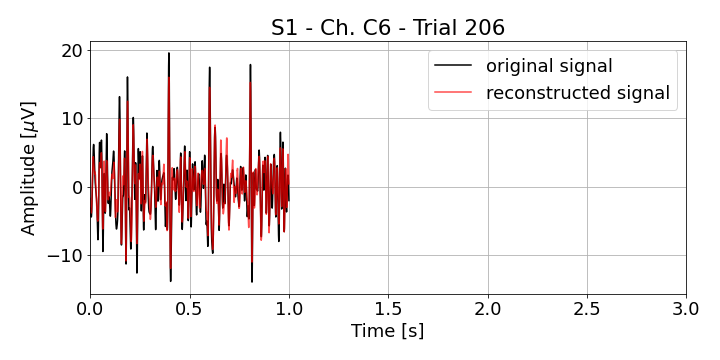 S1 - Ch. C6 - Trial 206
original signal
reconstructed signal
Amplitude [μV]
20
10
0
−10
0.0 0.5 1.0 1.5 2.0 2.5 3.0
Time [s]